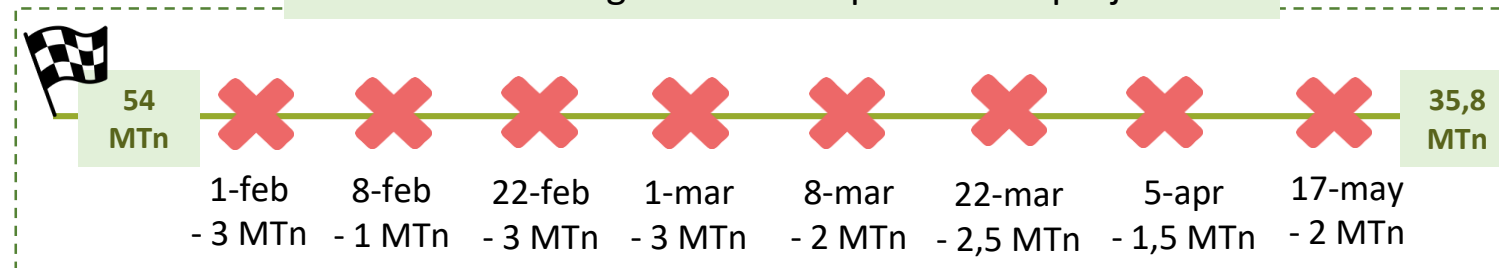 54
MTn
35,8
MTn
1-feb
- 3 MTn
8-feb
- 1 MTn
22-feb
- 3 MTn
1-mar
- 3 MTn
8-mar
- 2 MTn
22-mar
- 2,5 MTn
5-apr
- 1,5 MTn
17-may
- 2 MTn